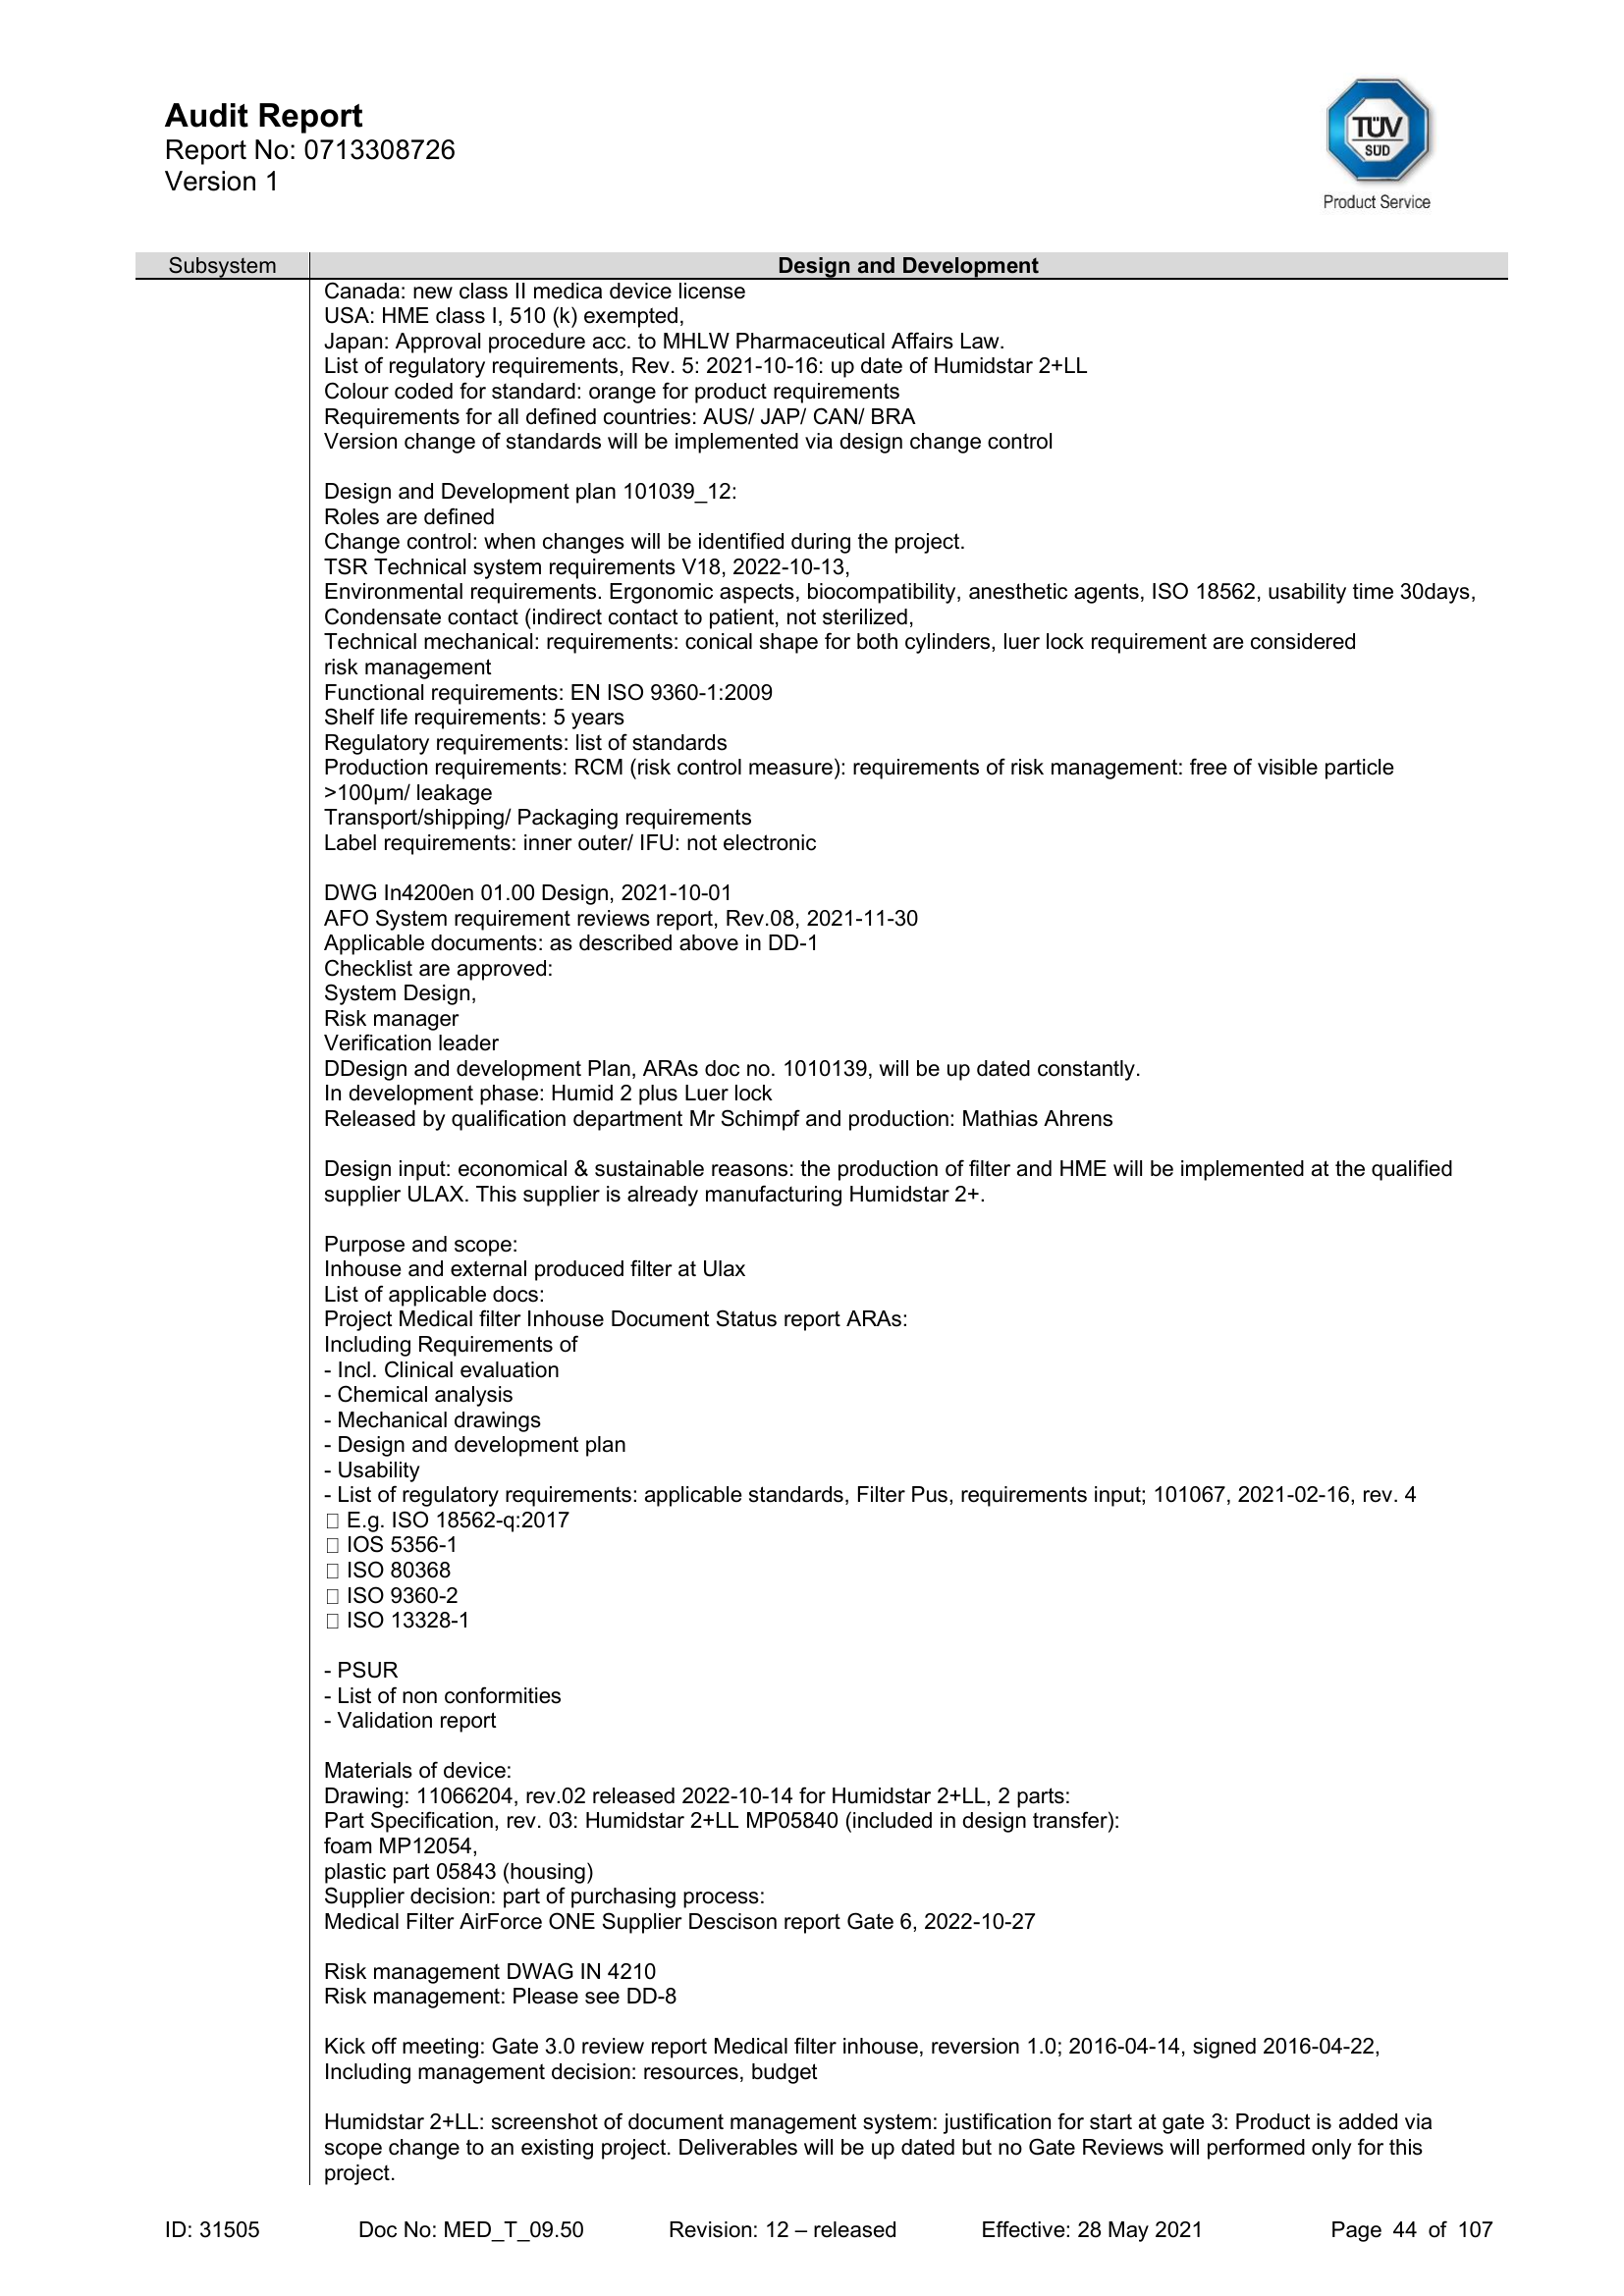 Audit Report
Report No: 0713308726
Version 1
TÜV
SÜD
Product Service
Subsystem
Design and Development
Canada: new class II medica device license
USA: HME class I, 510 (k) exempted,
Japan: Approval procedure acc. to MHLW Pharmaceutical Affairs Law.
List of regulatory requirements, Rev. 5: 2021-10-16: up date of Humidstar 2+LL
Colour coded for standard: orange for product requirements
Requirements for all defined countries: AUS/ JAP/ CAN/ BRA
Version change of standards will be implemented via design change control
Design and Development plan 101039_12:
Roles are defined
Change control: when changes will be identified during the project.
TSR Technical system requirements V18, 2022-10-13,
Environmental requirements. Ergonomic aspects, biocompatibility, anesthetic agents, ISO 18562, usability time 30days,
Condensate contact (indirect contact to patient, not sterilized,
Technical mechanical: requirements: conical shape for both cylinders, luer lock requirement are considered
risk management
Functional requirements: EN ISO 9360-1:2009
Shelf life requirements: 5 years
Regulatory requirements: list of standards
Production requirements: RCM (risk control measure): requirements of risk management: free of visible particle
>100µm/ leakage
Transport/shipping/ Packaging requirements
Label requirements: inner outer/ IFU: not electronic
DWG In4200en 01.00 Design, 2021-10-01
AFO System requirement reviews report, Rev.08, 2021-11-30
Applicable documents: as described above in DD-1
Checklist are approved:
System Design,
Risk manager
Verification leader
DDesign and development Plan, ARAs doc no. 1010139, will be up dated constantly.
In development phase: Humid 2 plus Luer lock
Released by qualification department Mr Schimpf and production: Mathias Ahrens
Design input: economical & sustainable reasons: the production of filter and HME will be implemented at the qualified
supplier ULAX. This supplier is already manufacturing Humidstar 2+.
Purpose and scope:
Inhouse and external produced filter at Ulax
List of applicable docs:
Project Medical filter Inhouse Document Status report ARAs:
Including Requirements of
- Incl. Clinical evaluation
- Chemical analysis
- Mechanical drawings
- Design and development plan
- Usability
- List of regulatory requirements: applicable standards, Filter Pus, requirements input; 101067, 2021-02-16, rev. 4
▯ E.g. ISO 18562-q:2017
▯ IOS 5356-1
▯ ISO 80368
▯ ISO 9360-2
▯ ISO 13328-1
- PSUR
- List of non conformities
- Validation report
Materials of device:
Drawing: 11066204, rev.02 released 2022-10-14 for Humidstar 2+LL, 2 parts:
Part Specification, rev. 03: Humidstar 2+LL MP05840 (included in design transfer):
foam MP12054,
plastic part 05843 (housing)
Supplier decision: part of purchasing process:
Medical Filter AirForce ONE Supplier Descison report Gate 6, 2022-10-27
Risk management DWAG IN 4210
Risk management: Please see DD-8
Kick off meeting: Gate 3.0 review report Medical filter inhouse, reversion 1.0; 2016-04-14, signed 2016-04-22,
Including management decision: resources, budget
Humidstar 2+LL: screenshot of document management system: justification for start at gate 3: Product is added via
scope change to an existing project. Deliverables will be up dated but no Gate Reviews will performed only for this
project.
ID: 31505 Doc No: MED_T_09.50 Revision: 12 – released Effective: 28 May 2021 Page 44 of 107